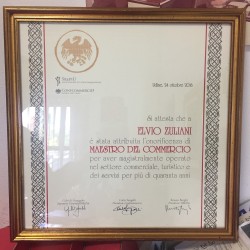 Udine, 24 ottobre 2016
Si attesta che a
ELVIO ZULIANI
è stata attribuita l'onorificenza di
MAESTRO DEL COMMERCIO
per aver magistralmente operato
nel settore commerciale, turistico e
dei servizi per più di quaranta anni